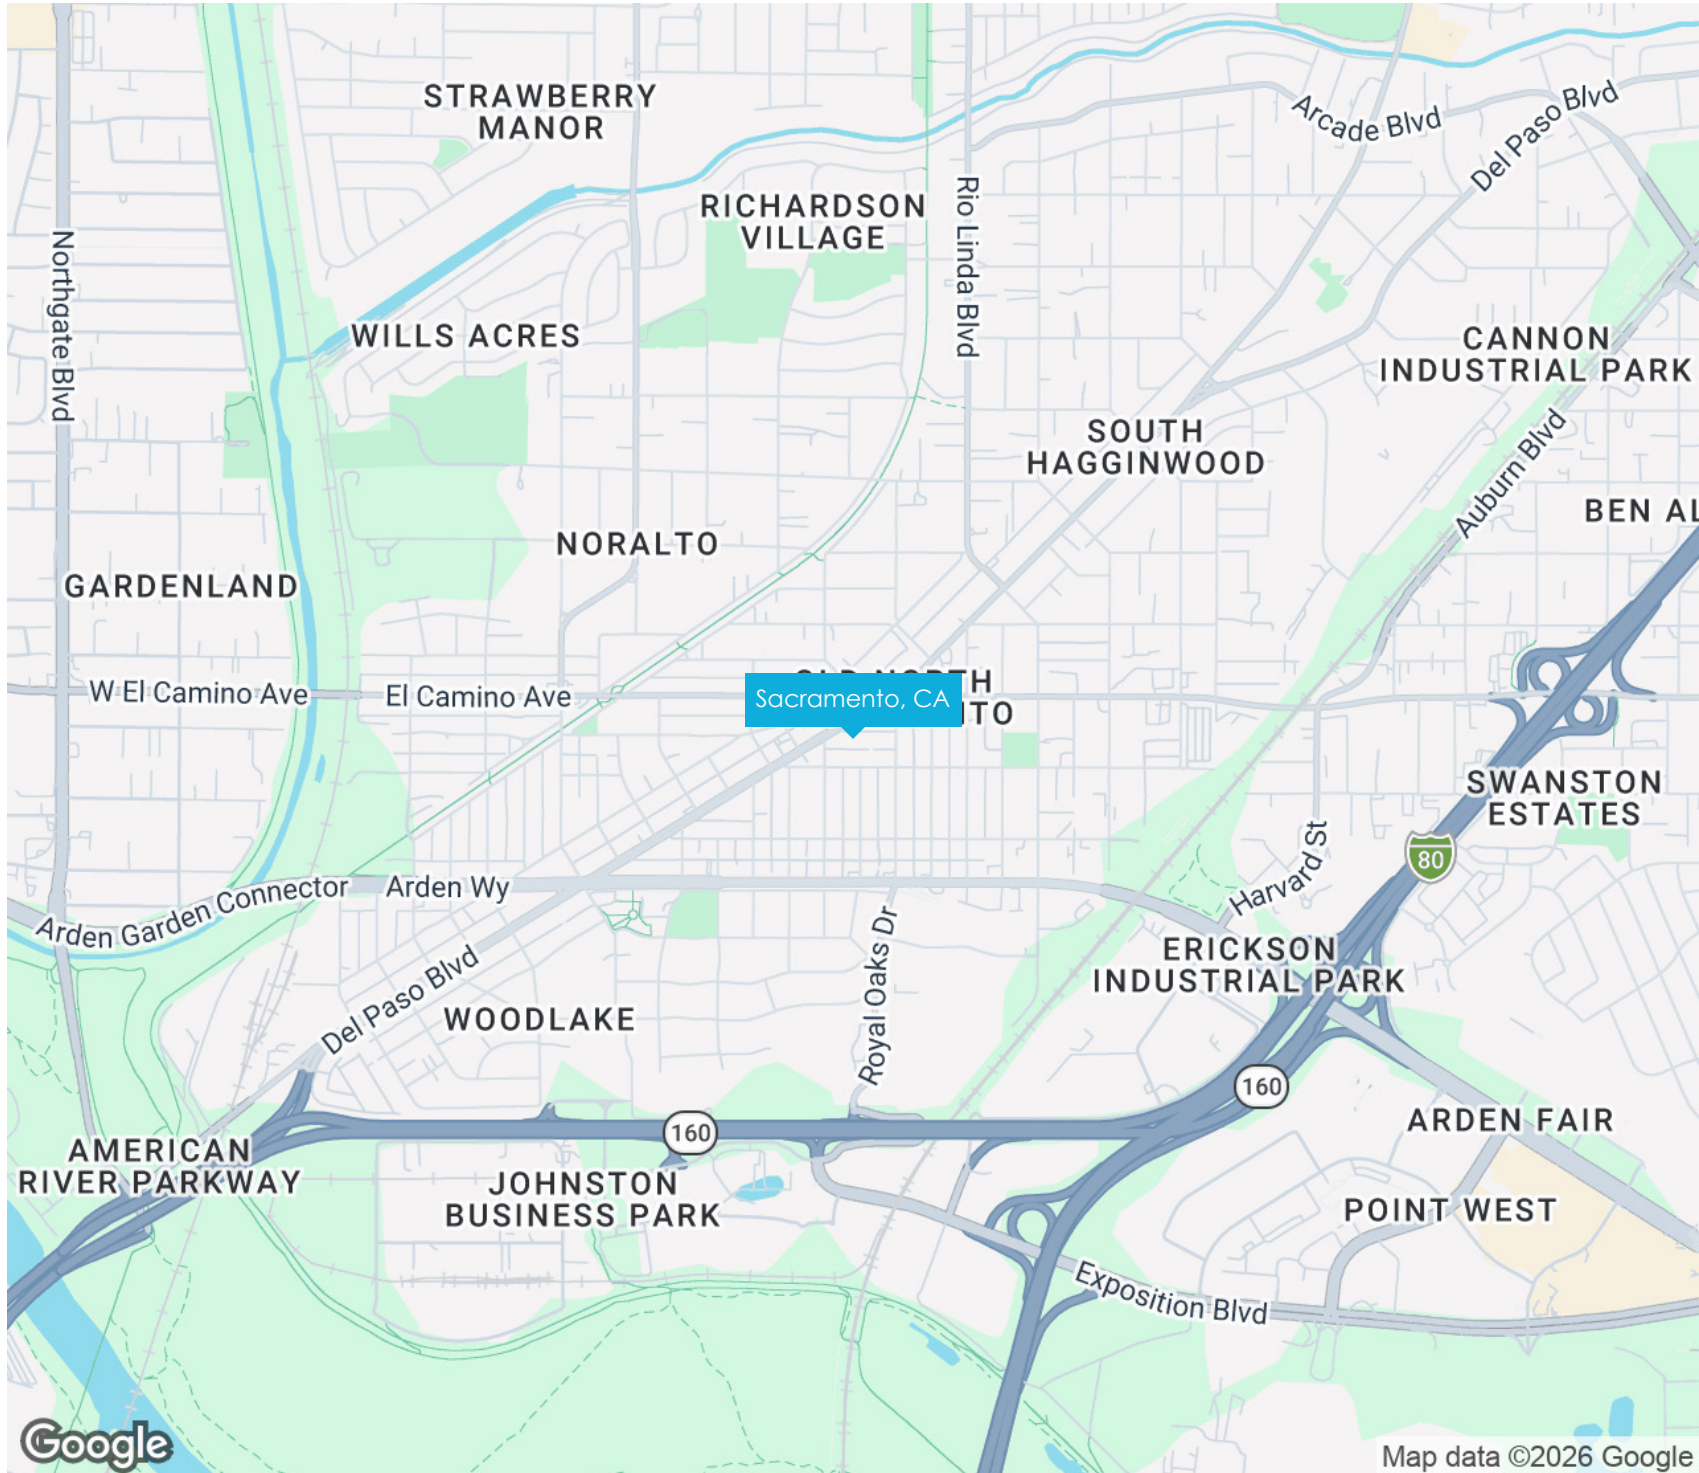 STRAWBERRY
MANOR
Arcade Blvd
Del Paso Blvd
RICHARDSON
VILLAGE
Rio Linda Blvd
Northgate Blvd
WILLS ACRES
CANNON
INDUSTRIAL PARK
SOUTH
HAGGINWOOD
Auburn Blvd
BEN AL
NORALTO
GARDENLAND
W El Camino Ave
El Camino Ave
Sacramento, CA
SWANSTON
ESTATES
80
Harvard St
Arden Garden Connector
Arden Wy
Royal Oaks Dr
Del Paso Blvd
ERICKSON
INDUSTRIAL PARK
WOODLAKE
160
160
ARDEN FAIR
AMERICAN
RIVER PARKWAY
JOHNSTON
BUSINESS PARK
POINT WEST
Exposition Blvd
Google
Map data ©2026 Google